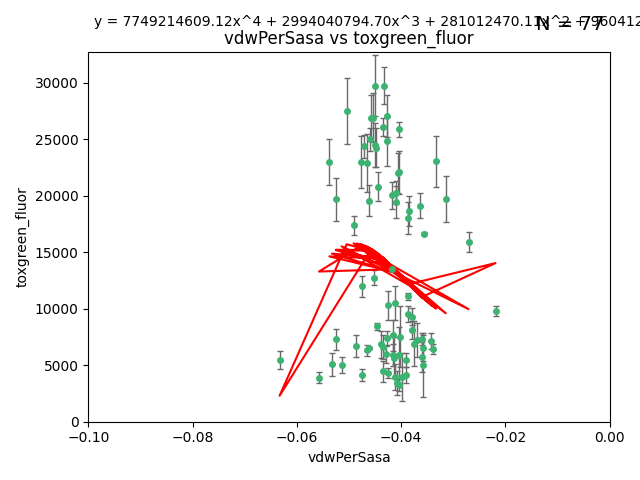 y = 7749214609.12x^4 + 2994040794.70x^3 + 281012470.11x^2 + 960412
N = 77
vdwPerSasa vs toxgreen_fluor
30000
25000
20000
15000
10000
5000
0
toxgreen_fluor
−0.10 −0.08 −0.06 −0.04 −0.02 0.00
vdwPerSasa